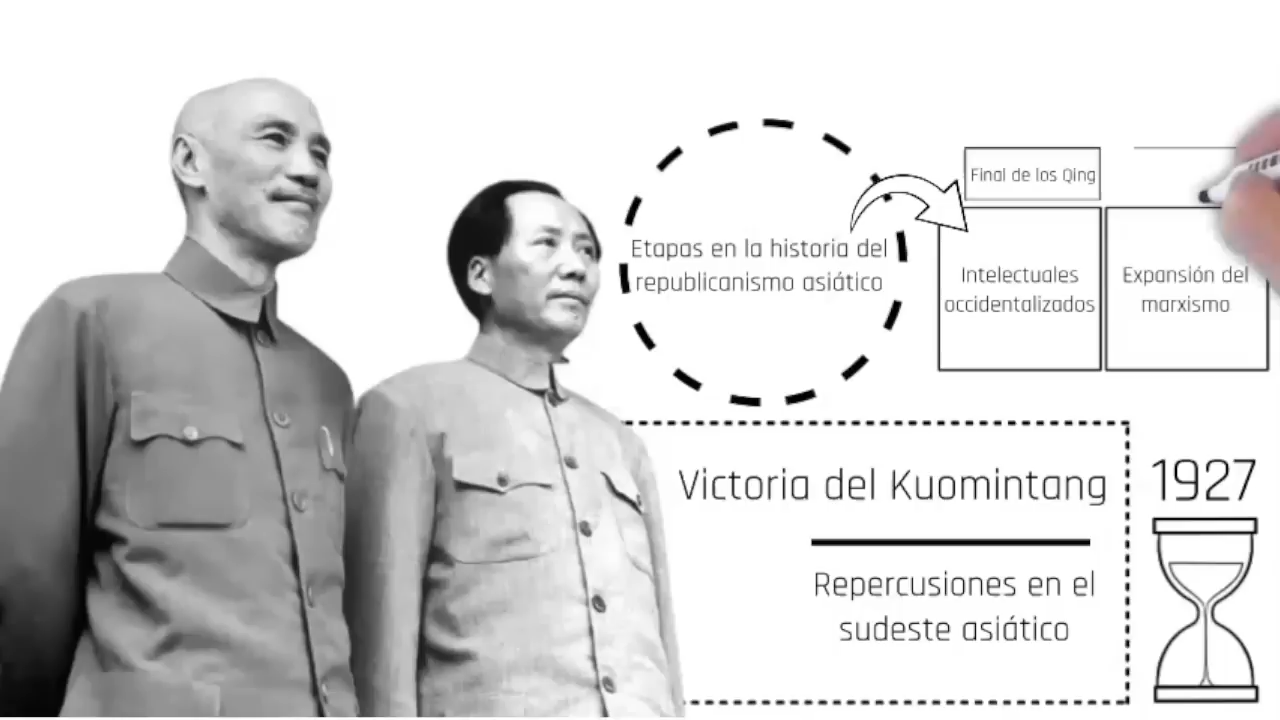 Etapas en la historia del
republicanismo asiático
Final de los Qing
Intelectuales
occidentalizados
Expansión del
marxismo
Victoria del Kuomintang
Repercusiones en el
sudeste asiático
1927